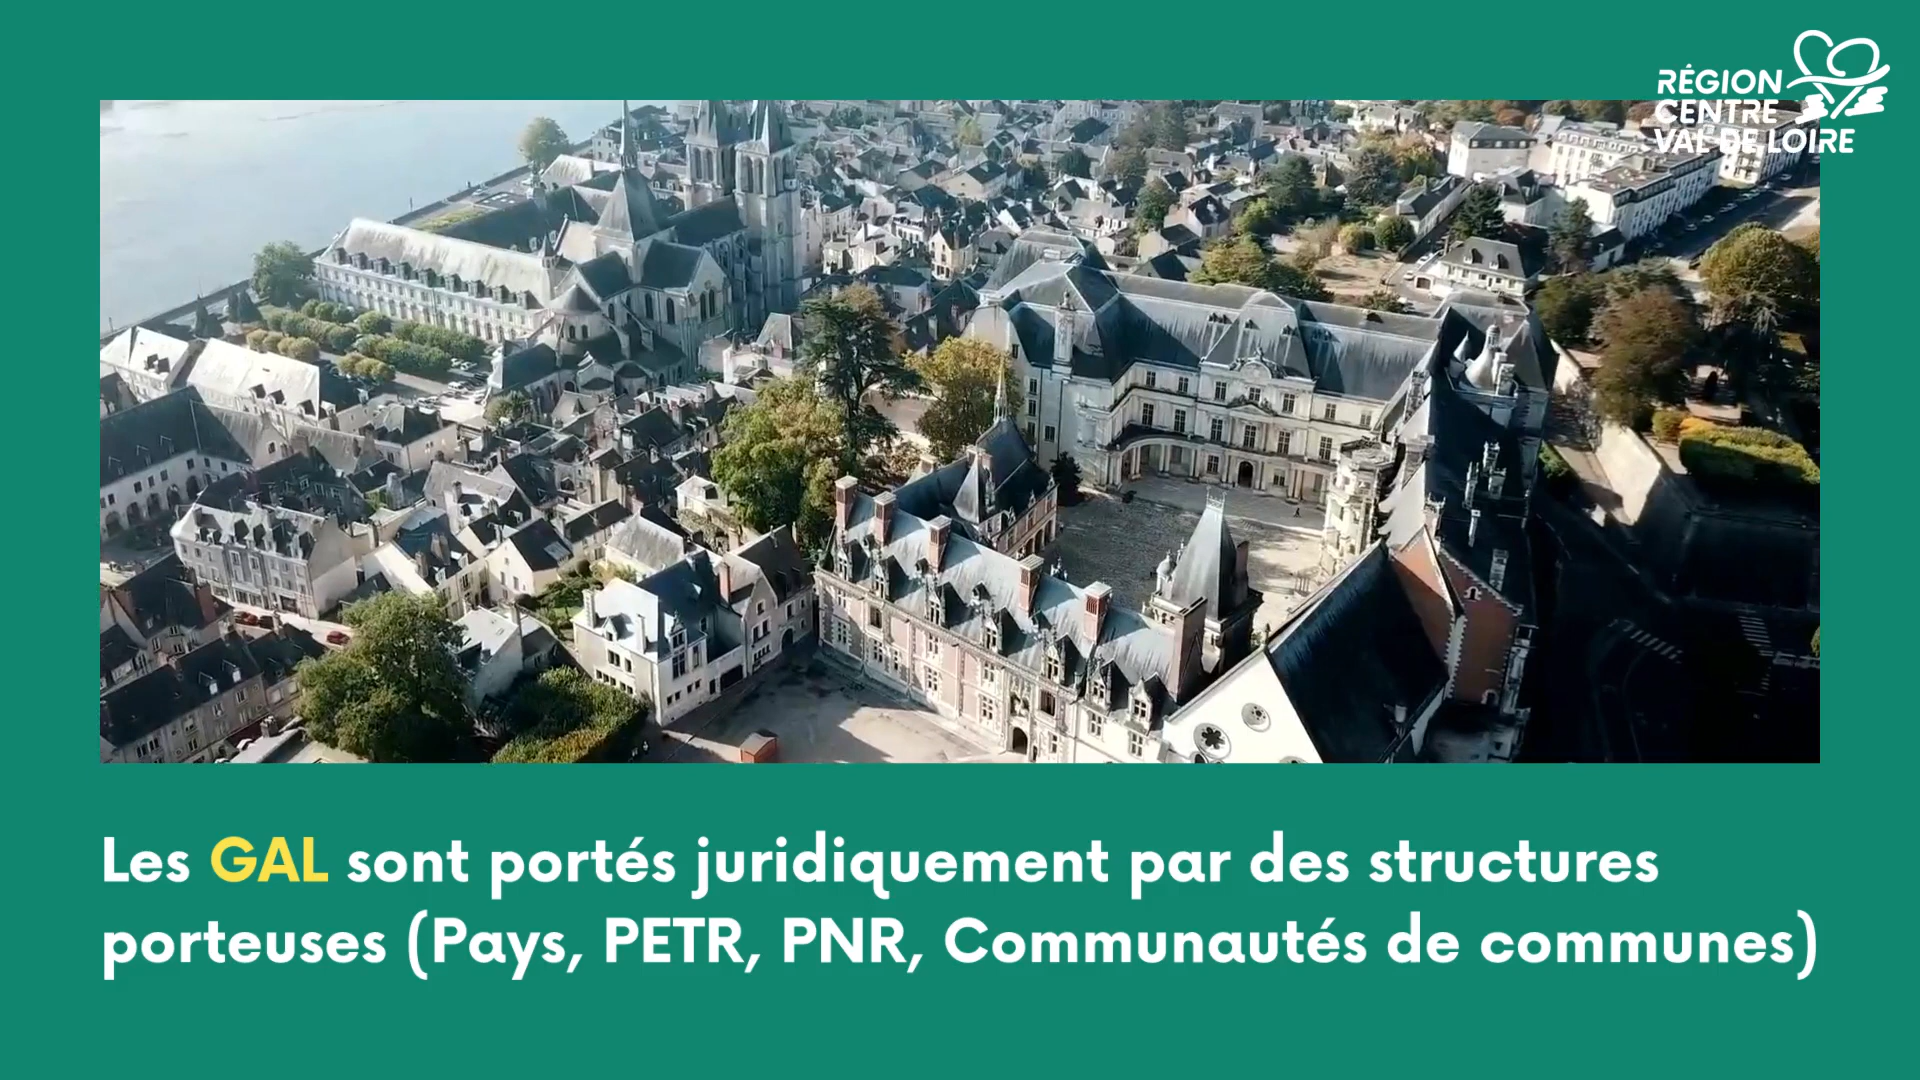 RÉGION
CENTRE
VAL DE LOIRE
Les GAL sont portés juridiquement par des structures
porteuses (Pays, PETR, PNR, Communautés de communes)